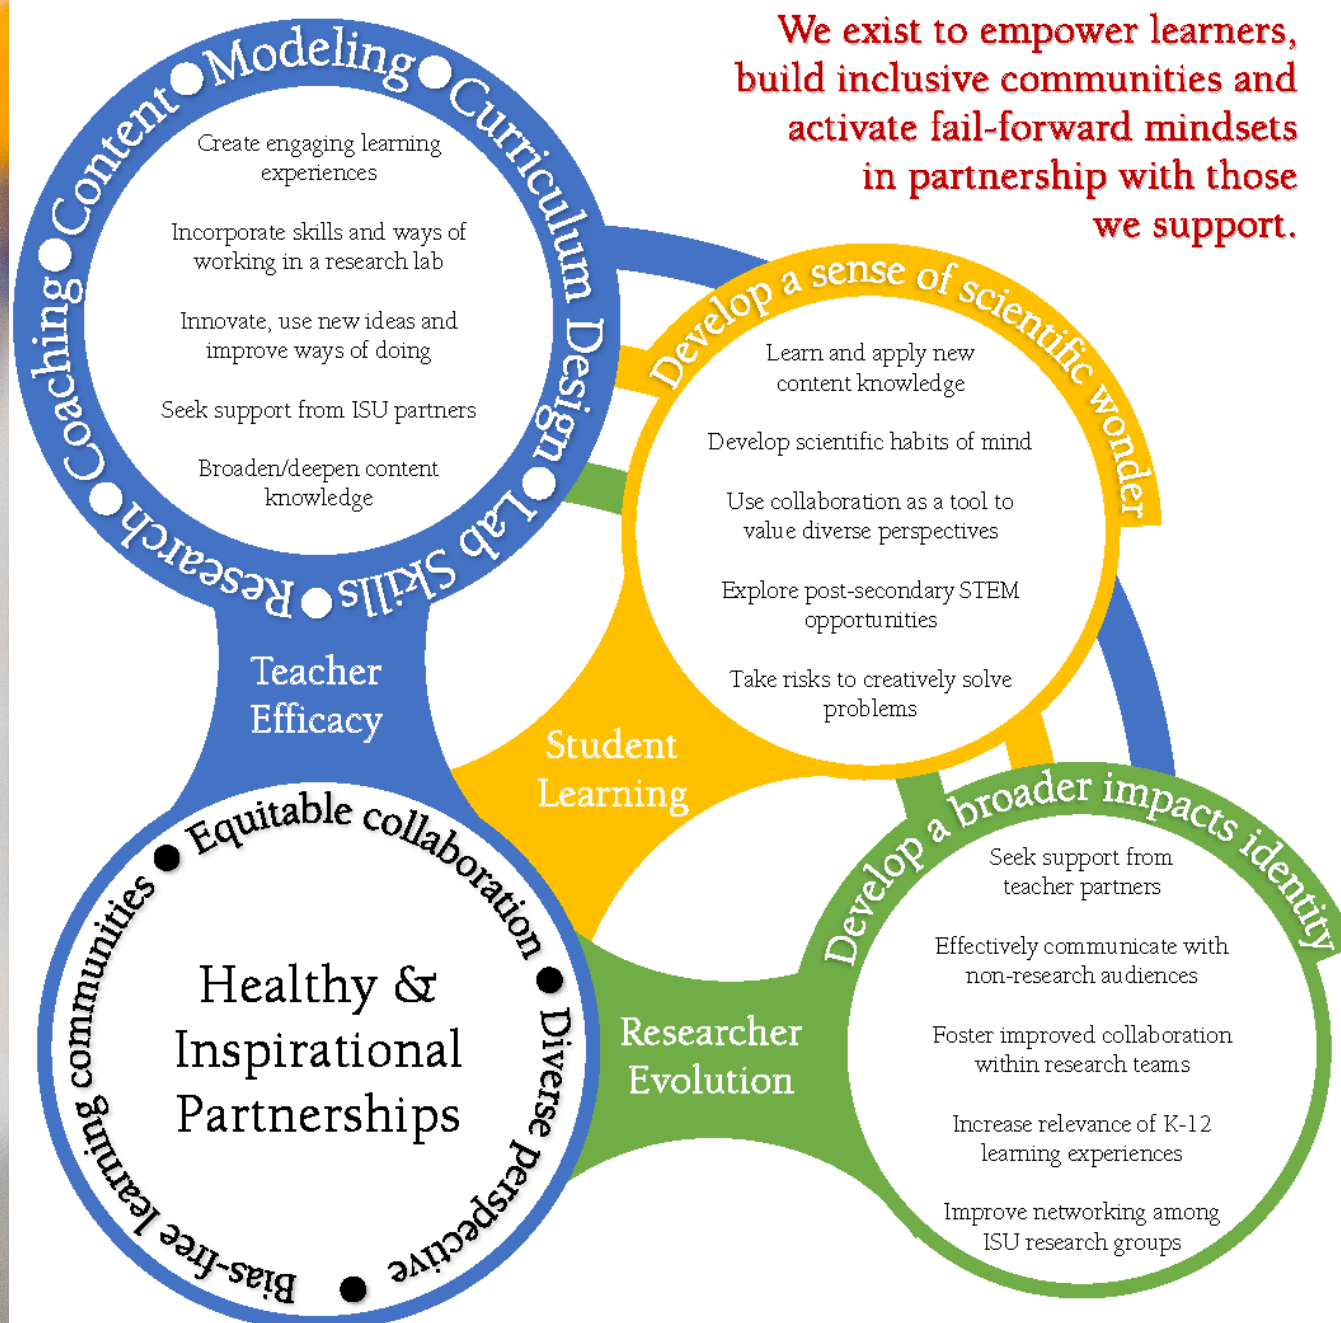 We exist to empower learners,
build inclusive communities and
activate fail-forward mindsets
in partnership with those
we support.
Coaching ● Content ● Modeling ● Curriculum Design ● Lab Skills ● Research ●
Create engaging learning
experiences
Incorporate skills and ways of
working in a research lab
Innovate, use new ideas and
improve ways of doing
Seek support from ISU partners
Broaden/deepen content
knowledge
Teacher
Efficacy
Develop a sense of scientific wonder
Learn and apply new
content knowledge
Develop scientific habits of mind
Use collaboration as a tool to
value diverse perspectives
Explore post-secondary STEM
opportunities
Take risks to creatively solve
problems
Student
Learning
Develop a broader impacts identity
Seek support from
teacher partners
Effectively communicate with
non-research audiences
Foster improved collaboration
within research teams
Increase relevance of K-12
learning experiences
Improve networking among
ISU research groups
Researcher
Evolution
Equitable collaboration ● Diverse perspective ● Bias-free learning communities ●
Healthy &
Inspirational
Partnerships